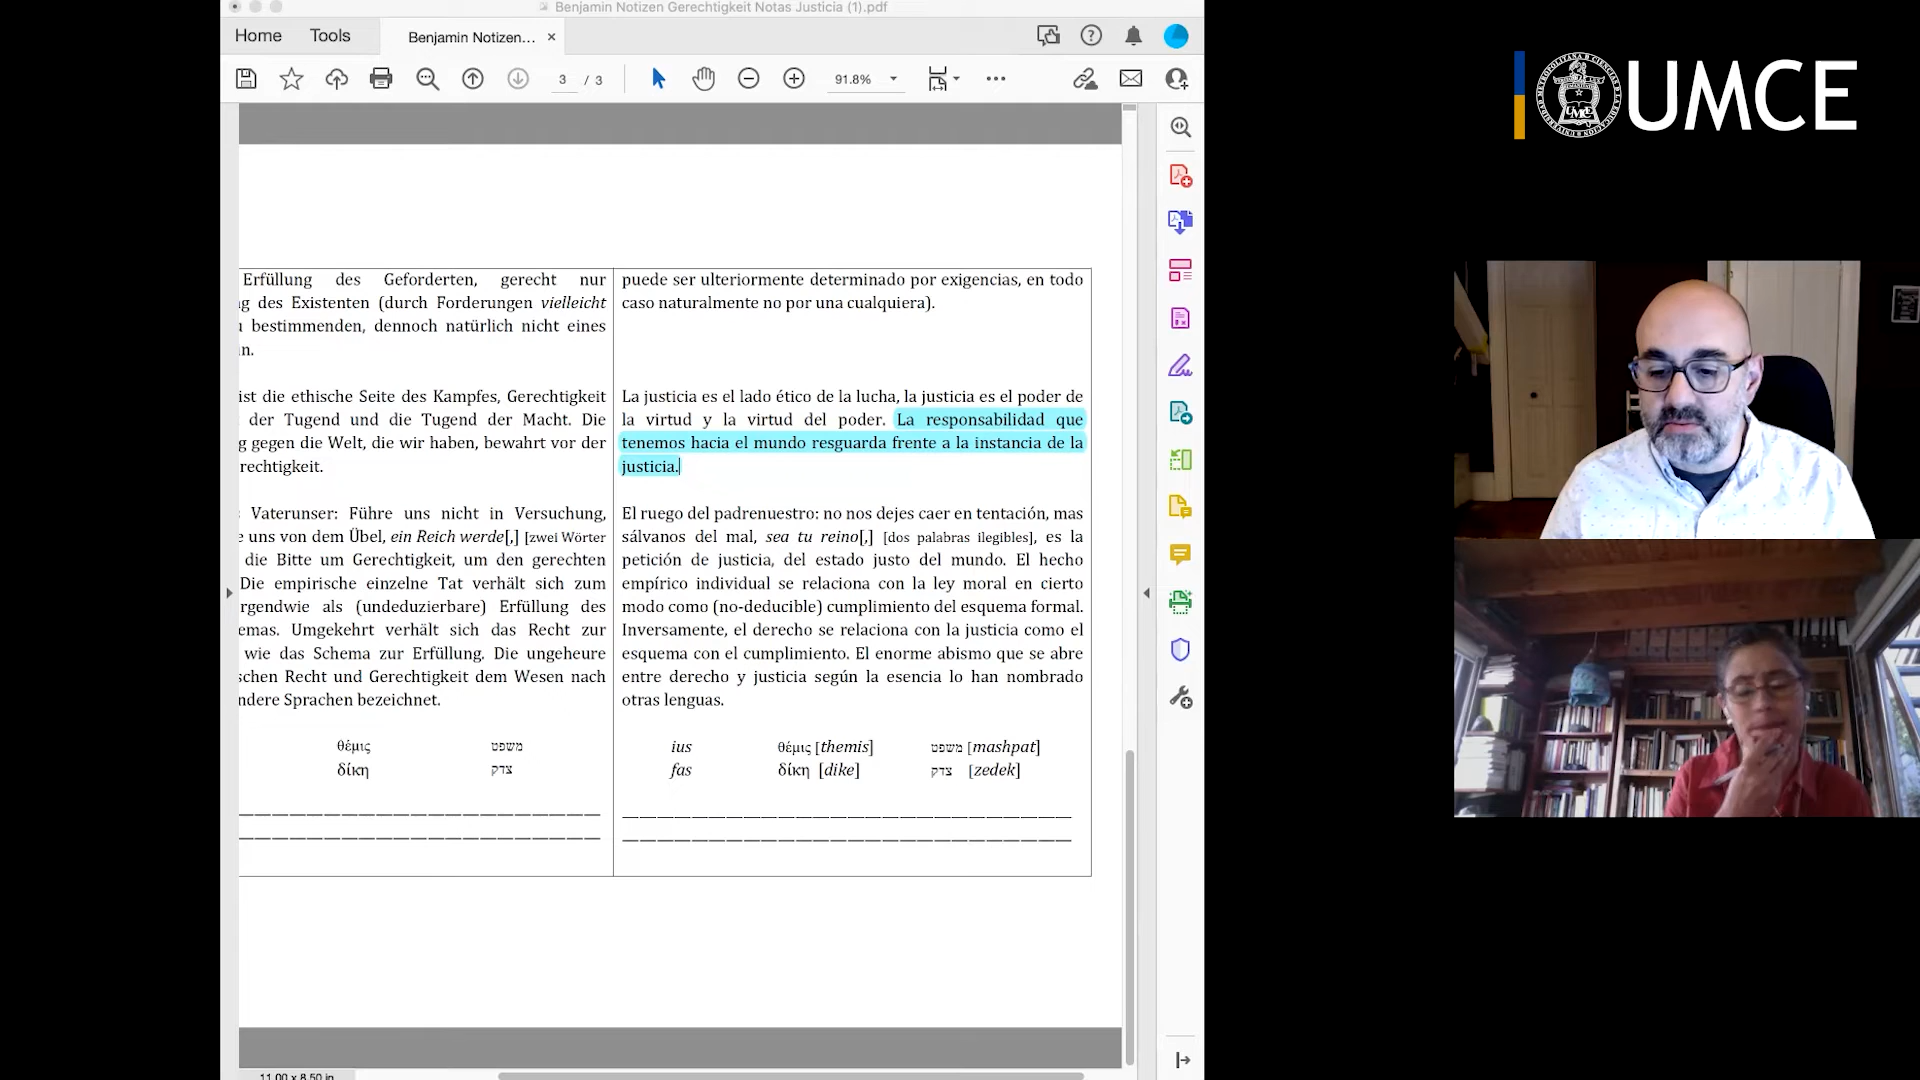 Benjamin Notizen Gerechtigkeit Notas Justicia (1).pdf
Home Tools Benjamin Notizen... ×
3 / 3 91.8%
UMCE
Erfüllung des Geforderten, gerecht nur
g des Existenten (durch Forderungen vielleicht
bestimmenden, dennoch natürlich nicht eines
n.
ist die ethische Seite des Kampfes, Gerechtigkeit
der Tugend und die Tugend der Macht. Die
g gegen die Welt, die wir haben, bewahrt vor der
rechtigkeit.
Vaterunser: Führe uns nicht in Versuchung,
e uns von dem Übel, ein Reich werde[,] [zwei Wörter
die Bitte um Gerechtigkeit, um den gerechten
Die empirische einzelne Tat verhält sich zum
rgendwie als (undeduzierbare) Erfüllung des
emas. Umgekehrt verhält sich das Recht zur
wie das Schema zur Erfüllung. Die ungeheure
schen Recht und Gerechtigkeit dem Wesen nach
ndere Sprachen bezeichnet.
θέμις משפט
δίκη צדק
puede ser ulteriormente determinado por exigencias, en todo
caso naturalmente no por una cualquiera).
La justicia es el lado ético de la lucha, la justicia es el poder de
la virtud y la virtud del poder. La responsabilidad que
tenemos hacia el mundo resguarda frente a la instancia de la
justicia.
El ruego del padrenuestro: no nos dejes caer en tentación, mas
sálvanos del mal, sea tu reino[,] [dos palabras ilegibles], es la
petición de justicia, del estado justo del mundo. El hecho
empírico individual se relaciona con la ley moral en cierto
modo como (no-deducible) cumplimiento del esquema formal.
Inversamente, el derecho se relaciona con la justicia como el
esquema con el cumplimiento. El enorme abismo que se abre
entre derecho y justicia según la esencia lo han nombrado
otras lenguas.
ius θέμις [themis] משפט [mashpat]
fas δίκη [dike] צדק [zedek]
11.00 x 8.50 in